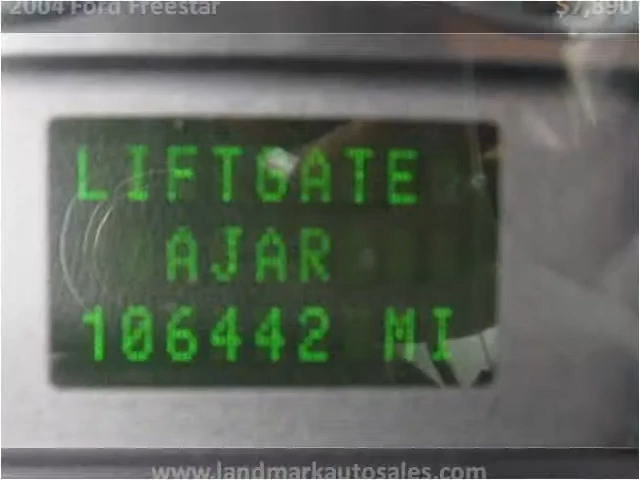 2004 Ford Freestar $7,890
LIFTGATE
AJAR
106442 MI
www.landmarkautosales.com